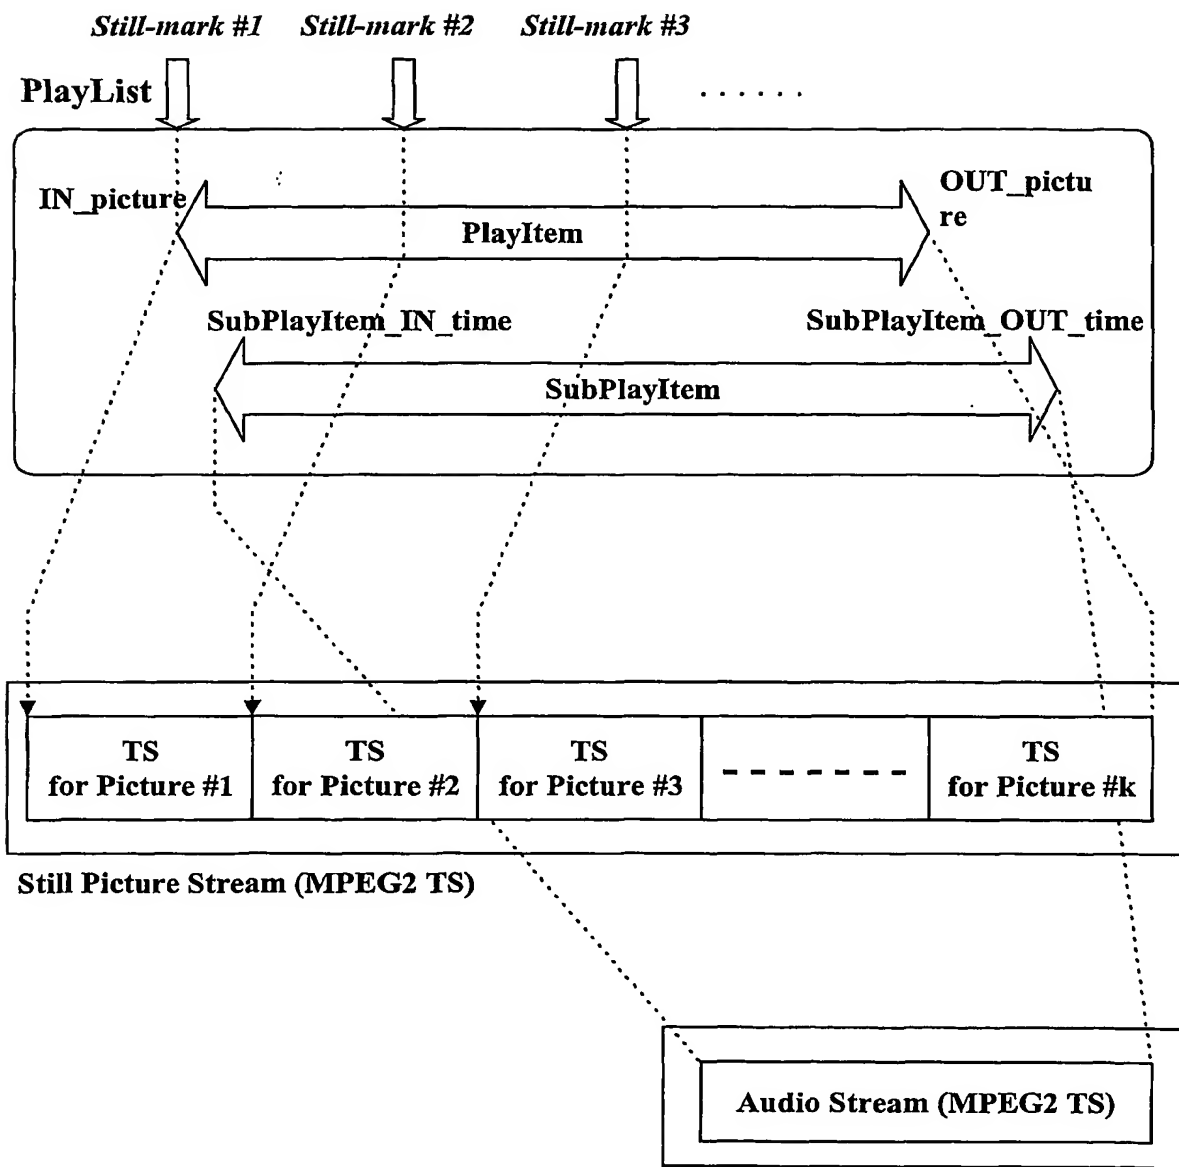 Still-mark #1 Still-mark #2 Still-mark #3
PlayList
. . . . . .
IN_picture
OUT_pictu
re
PlayItem
SubPlayItem_IN_time
SubPlayItem_OUT_time
SubPlayItem
TS
for Picture #1
TS
for Picture #2
TS
for Picture #3
TS
for Picture #k
Still Picture Stream (MPEG2 TS)
Audio Stream (MPEG2 TS)